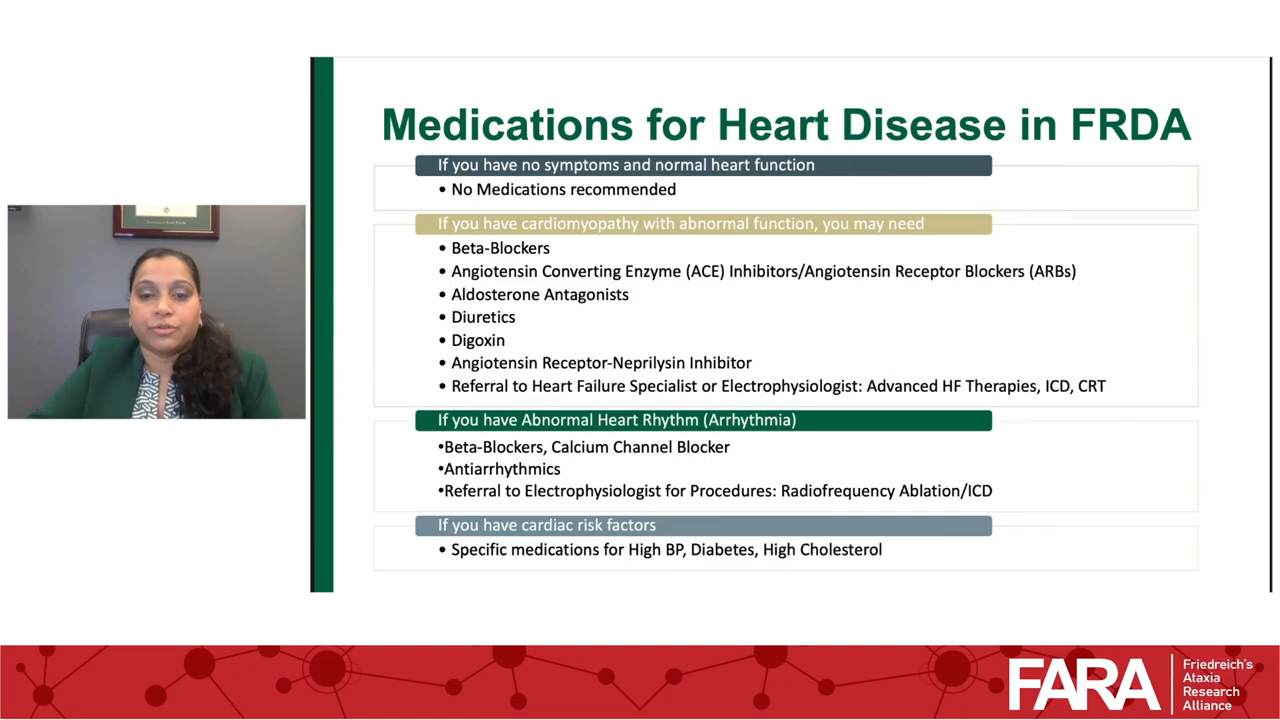 Medications for Heart Disease in FRDA
If you have no symptoms and normal heart function
• No Medications recommended
If you have cardiomyopathy with abnormal function, you may need
• Beta-Blockers
• Angiotensin Converting Enzyme (ACE) Inhibitors/Angiotensin Receptor Blockers (ARBs)
• Aldosterone Antagonists
• Diuretics
• Digoxin
• Angiotensin Receptor-Neprilysin Inhibitor
• Referral to Heart Failure Specialist or Electrophysiologist: Advanced HF Therapies, ICD, CRT
If you have Abnormal Heart Rhythm (Arrhythmia)
•Beta-Blockers, Calcium Channel Blocker
•Antiarrhythmics
•Referral to Electrophysiologist for Procedures: Radiofrequency Ablation/ICD
If you have cardiac risk factors
• Specific medications for High BP, Diabetes, High Cholesterol
FARA
Friedreich's
Ataxia
Research
Alliance